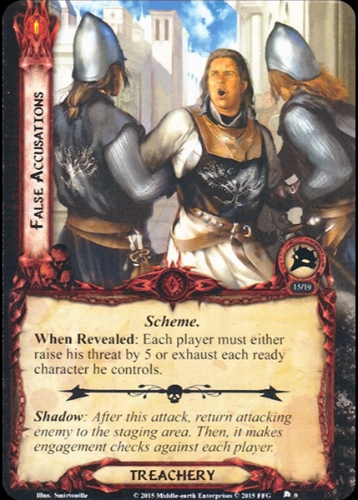 FALSE ACCUSATIONS
15/19
Scheme.
When Revealed: Each player must either
raise his threat by 5 or exhaust each ready
character he controls.
Shadow: After this attack, return attacking
enemy to the staging area. Then, it makes
engagement checks against each player.
TREACHERY
Illus. Smirtouille
© 2015 Middle-earth Enterprises © 2015 FFG
9